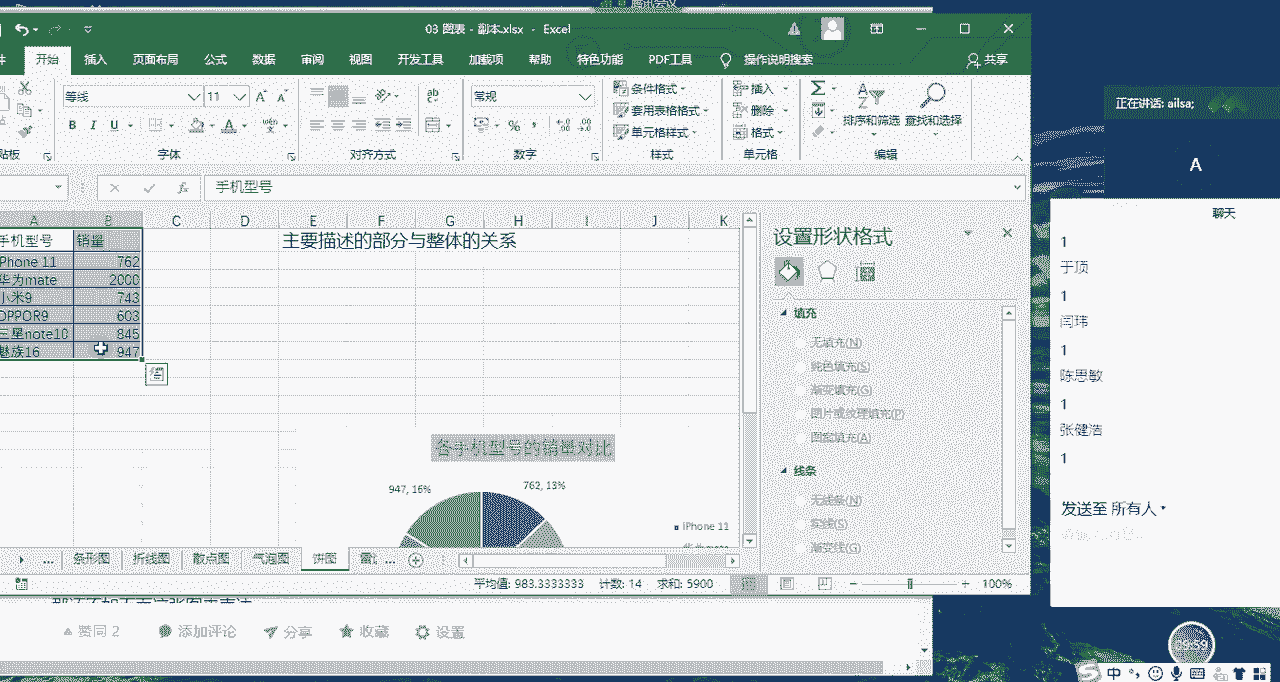 腾讯会议
03 图表 - 副本.xlsx - Excel
开始 插入 页面布局 公式 数据 审阅 视图 开发工具 加载项 帮助 特色功能 PDF工具 操作说明搜索 共享
正在讲话: ailsa;
等线 11 常规 条件格式 插入
B I U 套用表格格式 删除 排序和筛选 查找和选择
单元格样式 格式
贴板 字体 对齐方式 数字 样式 单元格 编辑
A
fx 手机型号
聊天
A B C D E F G H I J K
手机型号 销量 主要描述的部分与整体的关系
iPhone 11 762
华为mate 2000
小米9 743
OPPOR9 603
三星note10 845
魅族16 947
设置形状格式
填充
无填充(N)
纯色填充(S)
渐变填充(G)
图片或纹理填充(P)
图案填充(A)
线条
无线条(N)
实线(S)
渐变线(G)
各手机型号的销量对比
947, 16% 762, 13%
iPhone 11
华为mate
1
于顶
1
闫玮
1
陈思敏
1
张健浩
1
发送至 所有人
... 条形图 折线图 散点图 气泡图 饼图 ...
平均值: 983.3333333 计数: 14 求和: 5900 100%
赞同 2 添加评论 分享 收藏 设置
中